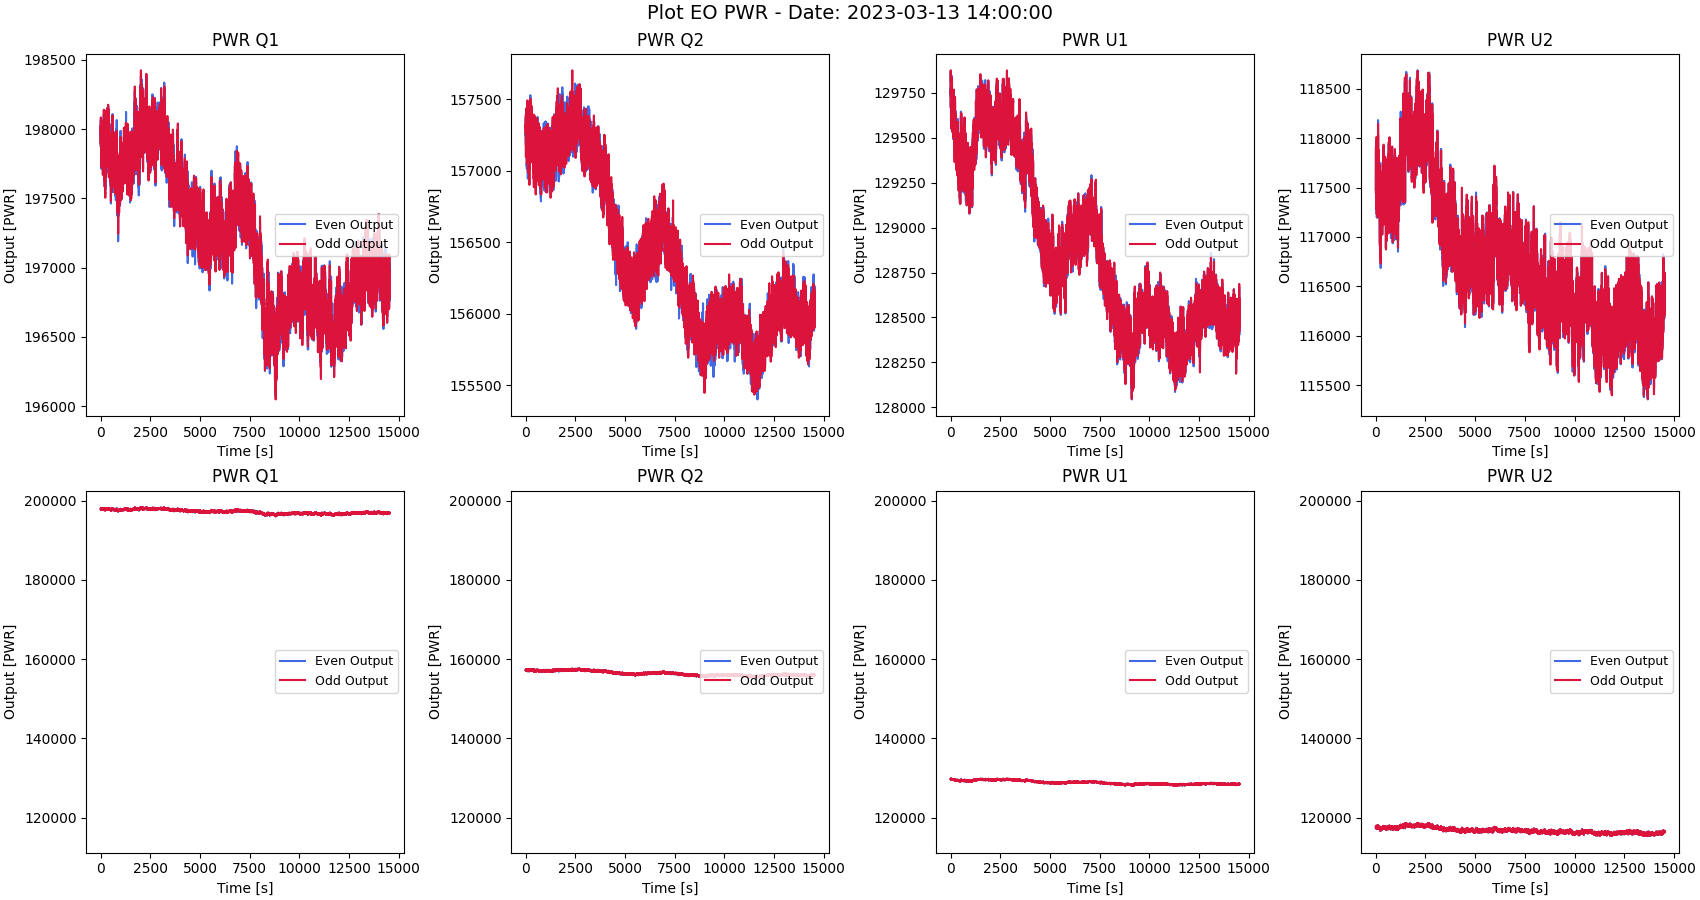 Plot EO PWR - Date: 2023-03-13 14:00:00
PWR Q1
198500
198000
197500
197000
196500
196000
Output [PWR]
0 2500 5000 7500 10000 12500 15000
Time [s]
Even Output
Odd Output
PWR Q2
157500
157000
156500
156000
155500
Output [PWR]
0 2500 5000 7500 10000 12500 15000
Time [s]
Even Output
Odd Output
PWR U1
129750
129500
129250
129000
128750
128500
128250
128000
Output [PWR]
0 2500 5000 7500 10000 12500 15000
Time [s]
Even Output
Odd Output
PWR U2
118500
118000
117500
117000
116500
116000
115500
Output [PWR]
0 2500 5000 7500 10000 12500 15000
Time [s]
Even Output
Odd Output
PWR Q1
200000
180000
160000
140000
120000
Output [PWR]
0 2500 5000 7500 10000 12500 15000
Time [s]
Even Output
Odd Output
PWR Q2
200000
180000
160000
140000
120000
Output [PWR]
0 2500 5000 7500 10000 12500 15000
Time [s]
Even Output
Odd Output
PWR U1
200000
180000
160000
140000
120000
Output [PWR]
0 2500 5000 7500 10000 12500 15000
Time [s]
Even Output
Odd Output
PWR U2
200000
180000
160000
140000
120000
Output [PWR]
0 2500 5000 7500 10000 12500 15000
Time [s]
Even Output
Odd Output